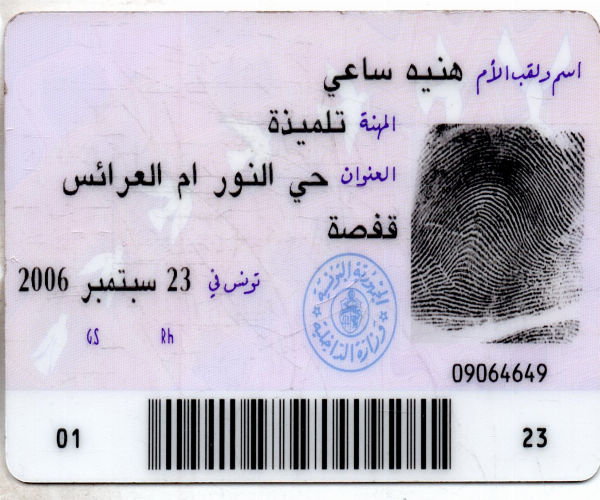 اسم ولقب الأم هنيه ساعي
المهنة تلميذة
العنوان حي النور ام العرائس
قفصة
تونس في 23 سبتمبر 2006
GS Rh
الجمهورية التونسية
وزارة الداخلية
09064649
01 23